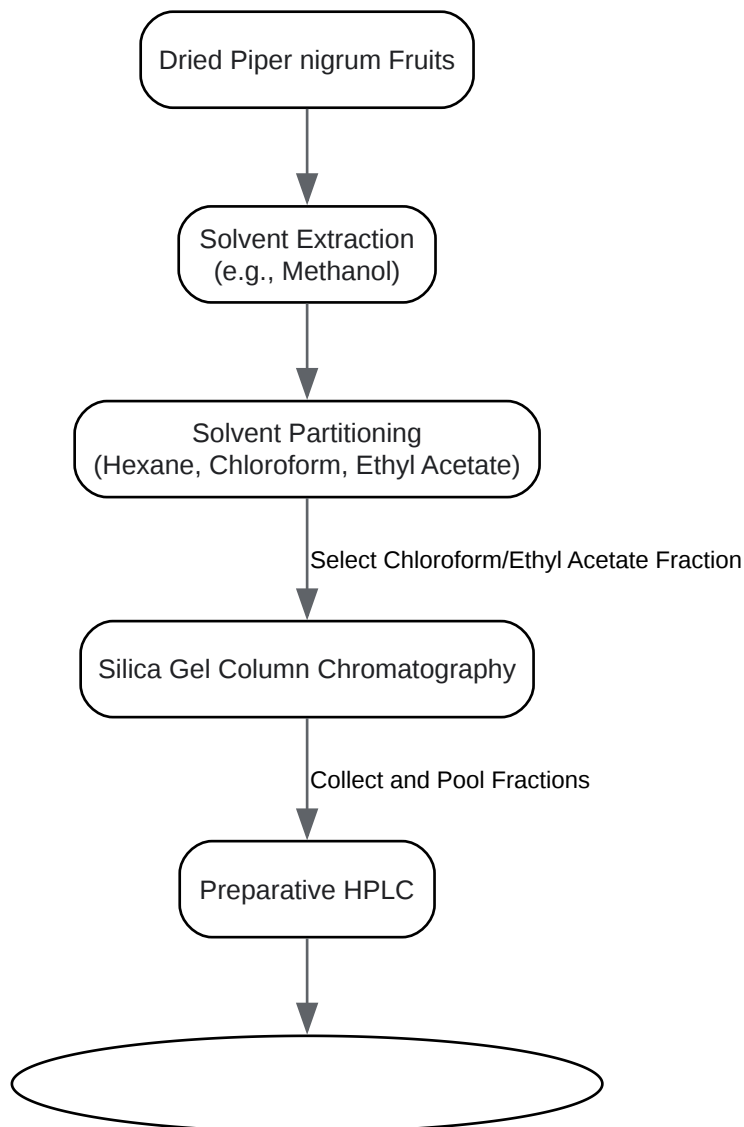 Dried Piper nigrum Fruits
Solvent Extraction
(e.g., Methanol)
Solvent Partitioning
(Hexane, Chloroform, Ethyl Acetate)
Select Chloroform/Ethyl Acetate Fraction
Silica Gel Column Chromatography
Collect and Pool Fractions
Preparative HPLC